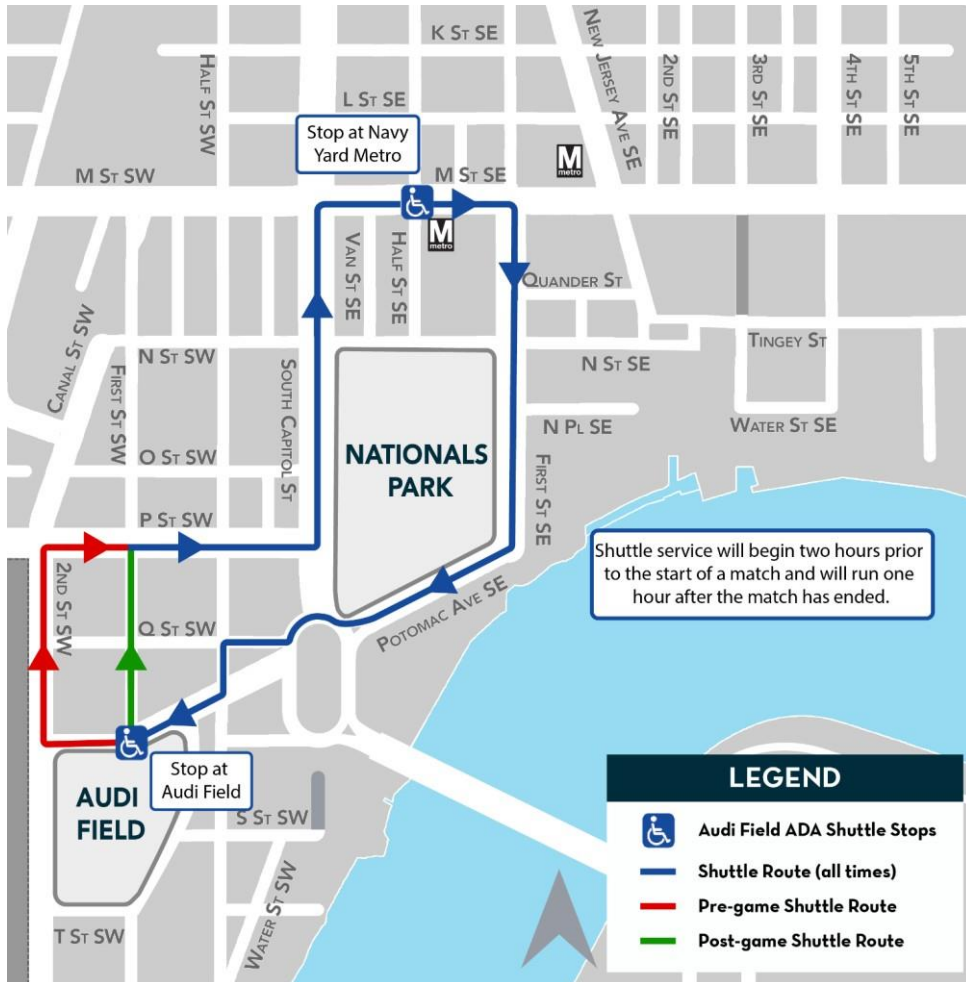 K ST SE
HALF ST SW
NEW JERSEY AVE SE
2ND ST SE
3RD ST SE
4TH ST SE
5TH ST SE
L ST SE
Stop at Navy
Yard Metro
M
metro
M ST SW
M ST SE
M
metro
VAN ST SE
HALF ST SE
QUANDER ST
CANAL ST SW
TINGEY ST
N ST SW
N ST SE
FIRST ST SW
SOUTH CAPITOL ST
N PL SE
WATER ST SE
NATIONALS
PARK
O ST SW
FIRST ST SE
P ST SW
Shuttle service will begin two hours prior
to the start of a match and will run one
hour after the match has ended.
2ND ST SW
Q ST SW
POTOMAC AVE SE
Stop at
Audi Field
AUDI
FIELD
S ST SW
WATER ST SW
T ST SW
LEGEND
Audi Field ADA Shuttle Stops
Shuttle Route (all times)
Pre-game Shuttle Route
Post-game Shuttle Route